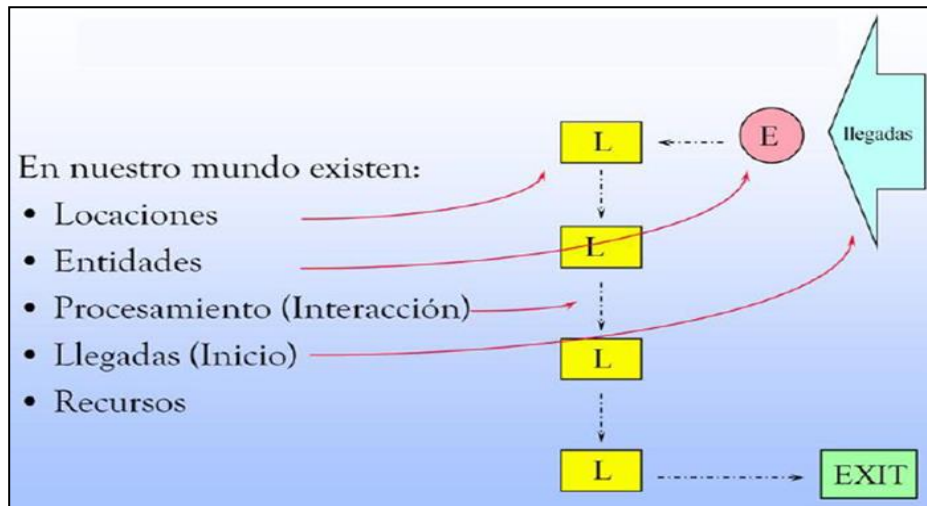 En nuestro mundo existen:
• Locaciones
• Entidades
• Procesamiento (Interacción)
• Llegadas (Inicio)
• Recursos
llegadas
E
L
L
L
L
EXIT